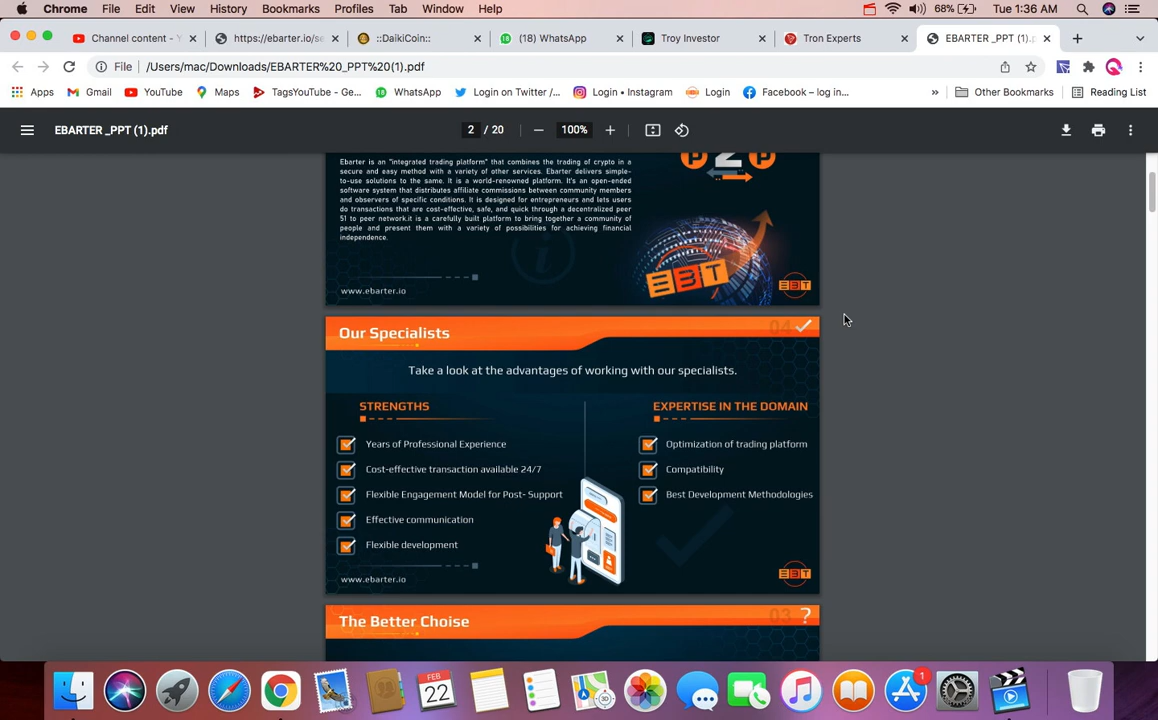 Chrome File Edit View History Bookmarks Profiles Tab Window Help 68% Tue 1:36 AM
Channel content - Y
https://ebarter.io/se
::DaikiCoin::
(18) WhatsApp
Troy Investor
Tron Experts
EBARTER _PPT (1).p
File /Users/mac/Downloads/EBARTER%20_PPT%20(1).pdf
Apps Gmail YouTube Maps TagsYouTube - Ge... WhatsApp Login on Twitter /... Login • Instagram Login Facebook – log in... » Other Bookmarks Reading List
EBARTER _PPT (1).pdf 2 / 20 100%
Ebarter is an "integrated trading platform" that combines the trading of crypto in a
secure and easy method with a variety of other services. Ebarter delivers simple-
to-use solutions to the same. It is a world-renowned platform. It's an open-ended
software system that distributes affiliate commissions between community members
and observers of specific conditions. It is designed for entrepreneurs and lets users
do transactions that are cost-effective, safe, and quick through a decentralized peer
51 to peer network.it is a carefully built platform to bring together a community of
people and present them with a variety of possibilities for achieving financial
independence.
P2P
EBT
www.ebarter.io
EBT
Our Specialists
04
Take a look at the advantages of working with our specialists.
STRENGTHS
Years of Professional Experience
Cost-effective transaction available 24/7
Flexible Engagement Model for Post- Support
Effective communication
Flexible development
EXPERTISE IN THE DOMAIN
Optimization of trading platform
Compatibility
Best Development Methodologies
www.ebarter.io
EBT
The Better Choise
03 ?
FEB
22
1